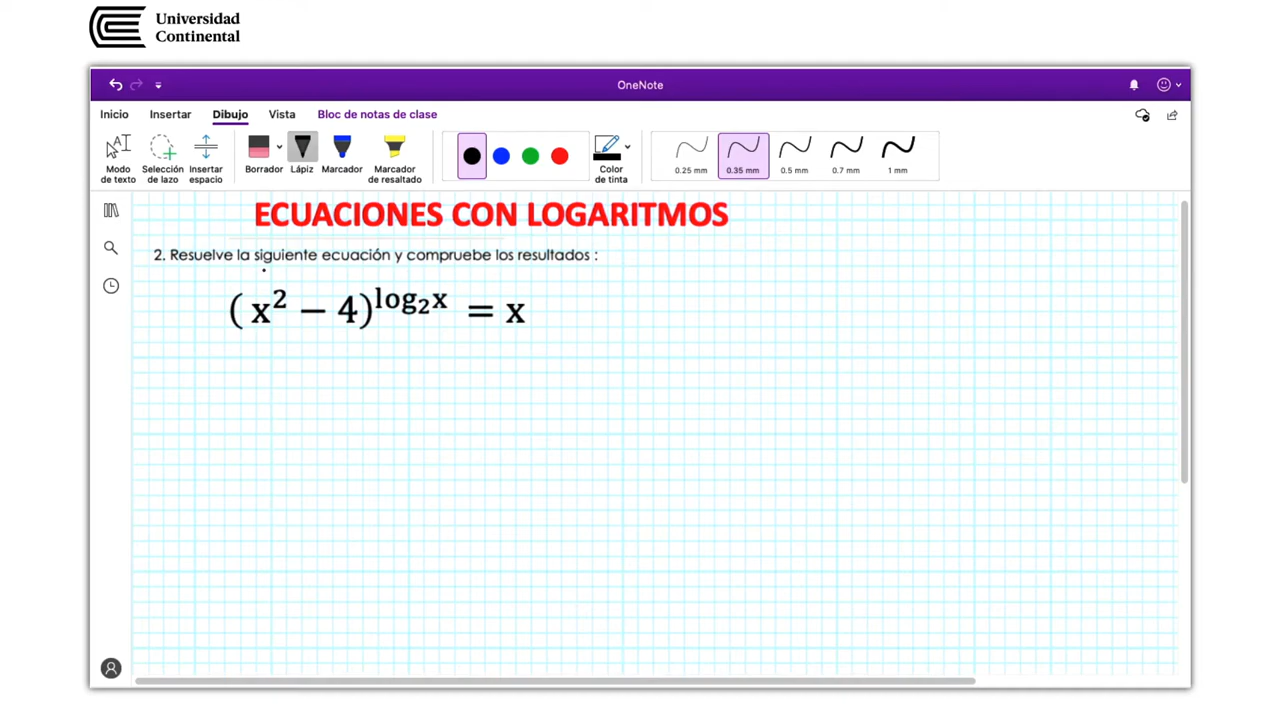 Universidad
Continental
OneNote
Inicio Insertar Dibujo Vista Bloc de notas de clase
Modo de texto Selección de lazo Insertar espacio Borrador Lápiz Marcador Marcador de resaltado Color de tinta 0.25 mm 0.35 mm 0.5 mm 0.7 mm 1 mm
ECUACIONES CON LOGARITMOS
2. Resuelve la siguiente ecuación y compruebe los resultados :
( x² − 4)^{log₂x} = x